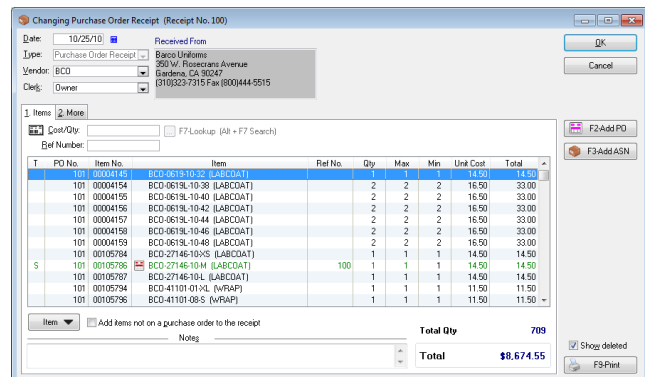 Changing Purchase Order Receipt (Receipt No. 100)
Date: 10/25/10 Received From
Type: Purchase Order Receipt Barco Uniforms
350 W. Rosecrans Avenue
Vendor: BCO Gardena, CA 90247
(310)323-7315 Fax (800)444-5515
Clerk: Owner
OK
Cancel
1. Items 2. More
Cost/Qty: F7-Lookup (Alt + F7 Search)
Ref Number:
F2-Add PO
F3-Add ASN
T PO No. Item No. Item Ref No. Qty Max Min Unit Cost Total
101 00004145 BCO-0619-10-32 (LABCOAT) 1 1 1 14.50 14.50
101 00004154 BCO-0619L-10-38 (LABCOAT) 2 2 1 16.50 33.00
101 00004155 BCO-0619L-10-40 (LABCOAT) 2 2 1 16.50 33.00
101 00004156 BCO-0619L-10-42 (LABCOAT) 2 2 1 16.50 33.00
101 00004157 BCO-0619L-10-44 (LABCOAT) 2 2 1 16.50 33.00
101 00004158 BCO-0619L-10-46 (LABCOAT) 2 2 1 16.50 33.00
101 00004159 BCO-0619L-10-48 (LABCOAT) 2 2 1 16.50 33.00
101 00105784 BCO-27146-10-XS (LABCOAT) 1 1 1 14.50 14.50
S 101 00105786 BCO-27146-10-M (LABCOAT) 100 1 1 1 14.50 14.50
101 00105787 BCO-27146-10-L (LABCOAT) 1 1 1 14.50 14.50
101 00105794 BCO-41101-01-XL (WRAP) 1 1 1 11.50 11.50
101 00105796 BCO-41101-08-S (WRAP) 1 1 1 11.50 11.50
Item Add items not on a purchase order to the receipt
Notes
Total Qty 709
Total $8,674.55
Show deleted
F9-Print